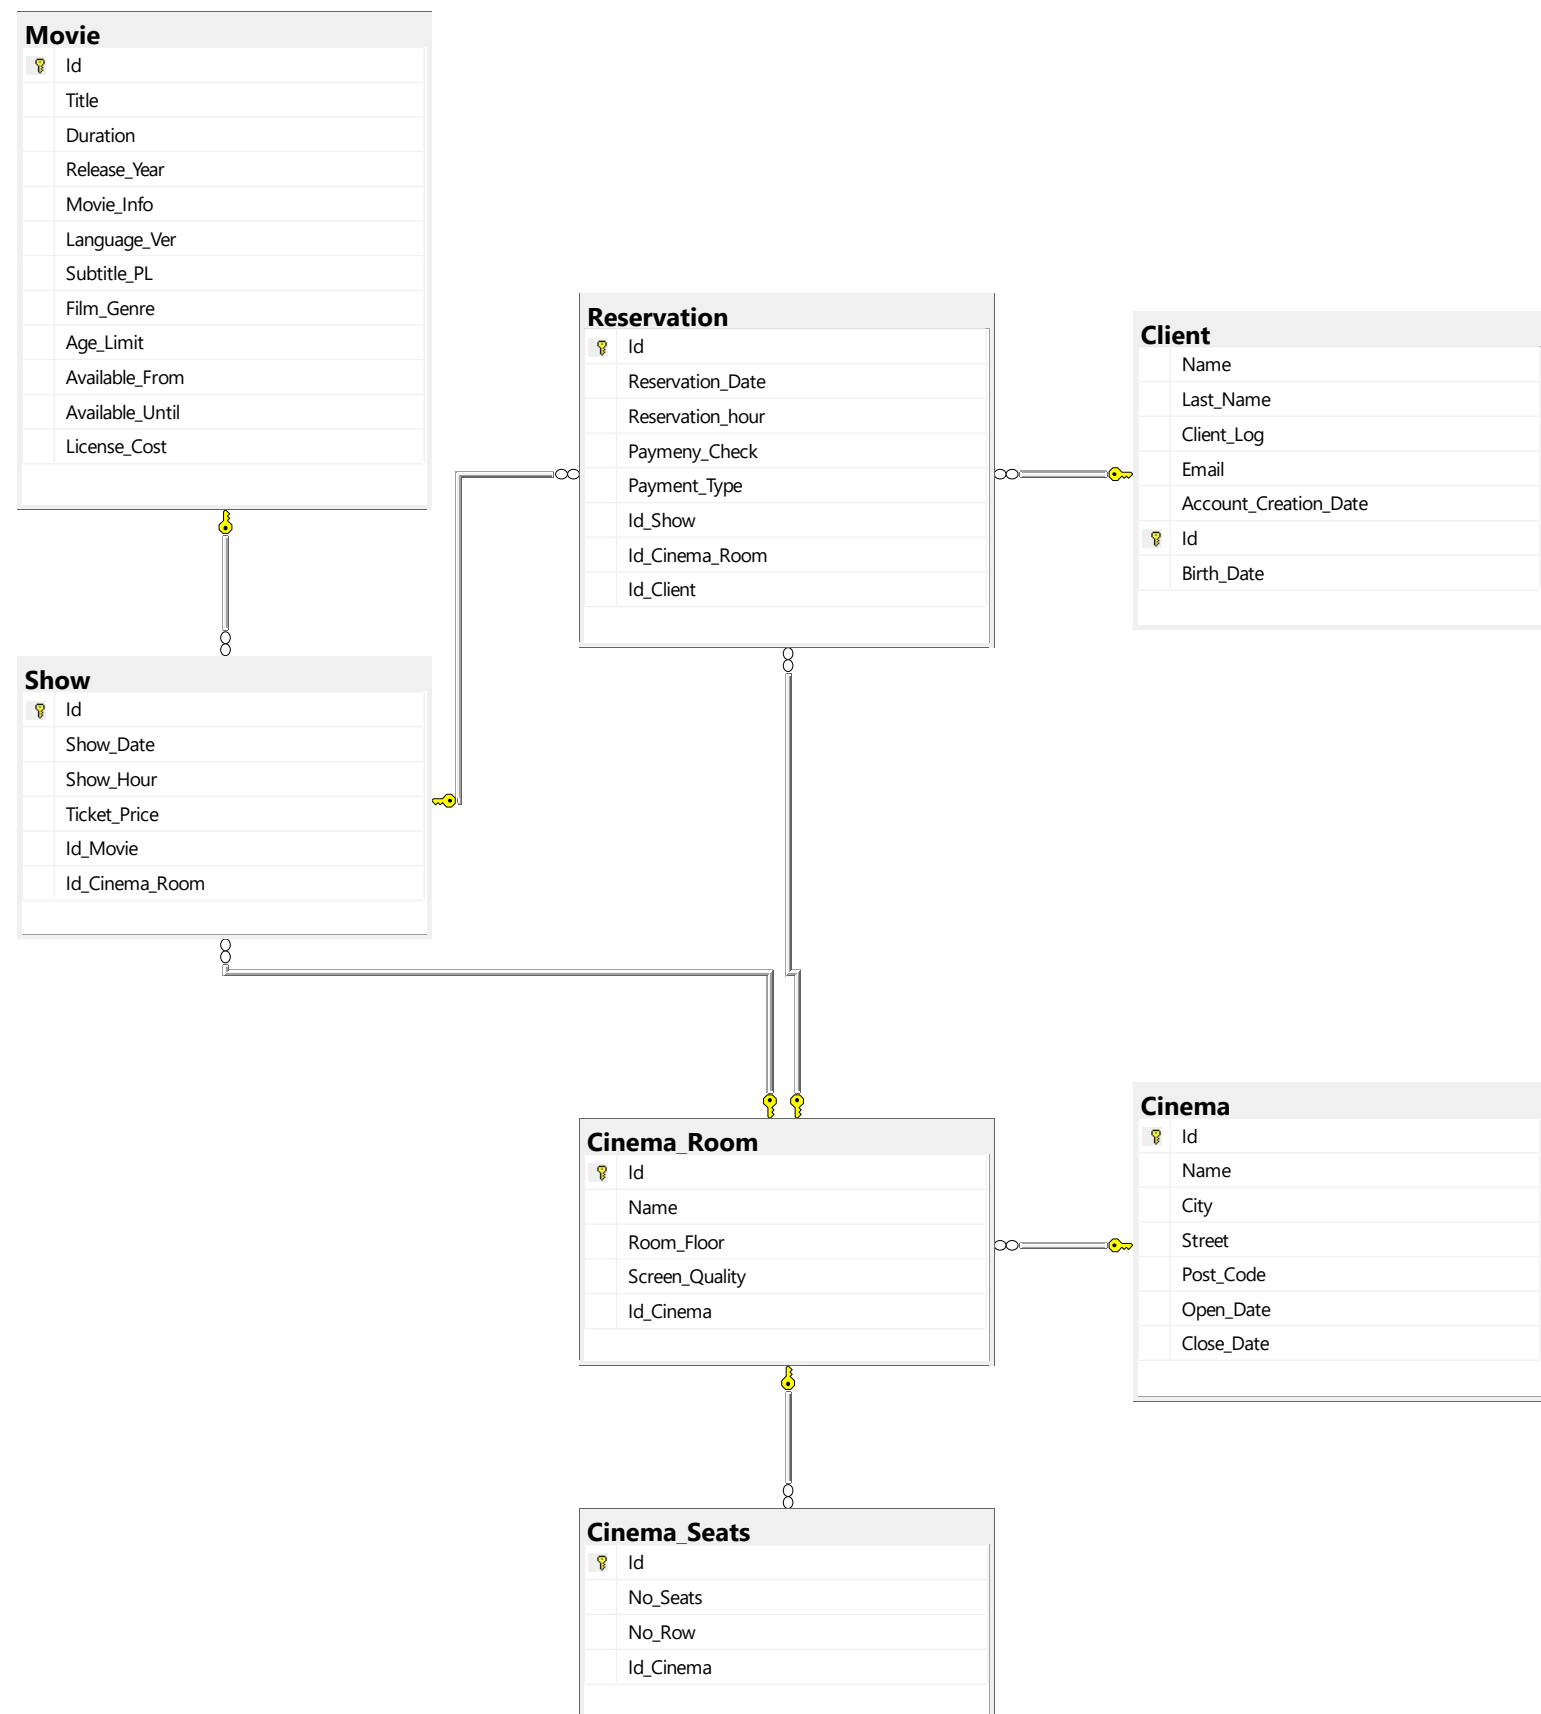 Movie
Id
Title
Duration
Release_Year
Movie_Info
Language_Ver
Subtitle_PL
Film_Genre
Age_Limit
Available_From
Available_Until
License_Cost
Reservation
Id
Reservation_Date
Reservation_hour
Paymeny_Check
Payment_Type
Id_Show
Id_Cinema_Room
Id_Client
Client
Name
Last_Name
Client_Log
Email
Account_Creation_Date
Id
Birth_Date
Show
Id
Show_Date
Show_Hour
Ticket_Price
Id_Movie
Id_Cinema_Room
Cinema_Room
Id
Name
Room_Floor
Screen_Quality
Id_Cinema
Cinema
Id
Name
City
Street
Post_Code
Open_Date
Close_Date
Cinema_Seats
Id
No_Seats
No_Row
Id_Cinema